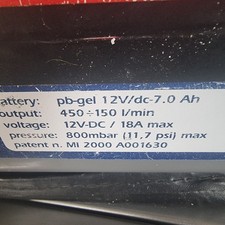 battery: pb-gel 12V/dc-7.0 Ah
output: 450÷150 l/min
voltage: 12V-DC / 18A max
pressure: 800mbar (11,7 psi) max
patent n. MI 2000 A001630